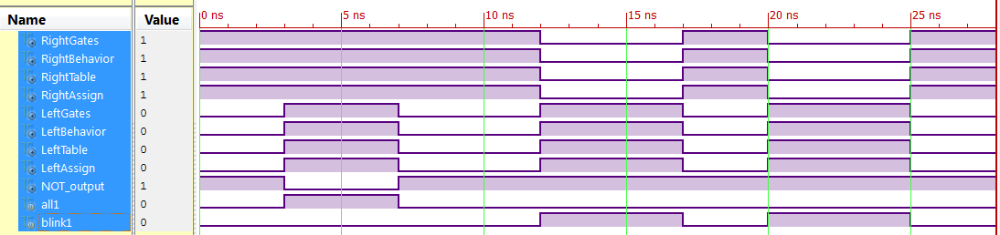 Name Value 0 ns 5 ns 10 ns 15 ns 20 ns 25 ns
RightGates 1
RightBehavior 1
RightTable 1
RightAssign 1
LeftGates 0
LeftBehavior 0
LeftTable 0
LeftAssign 0
NOT_output 1
all1 0
blink1 0